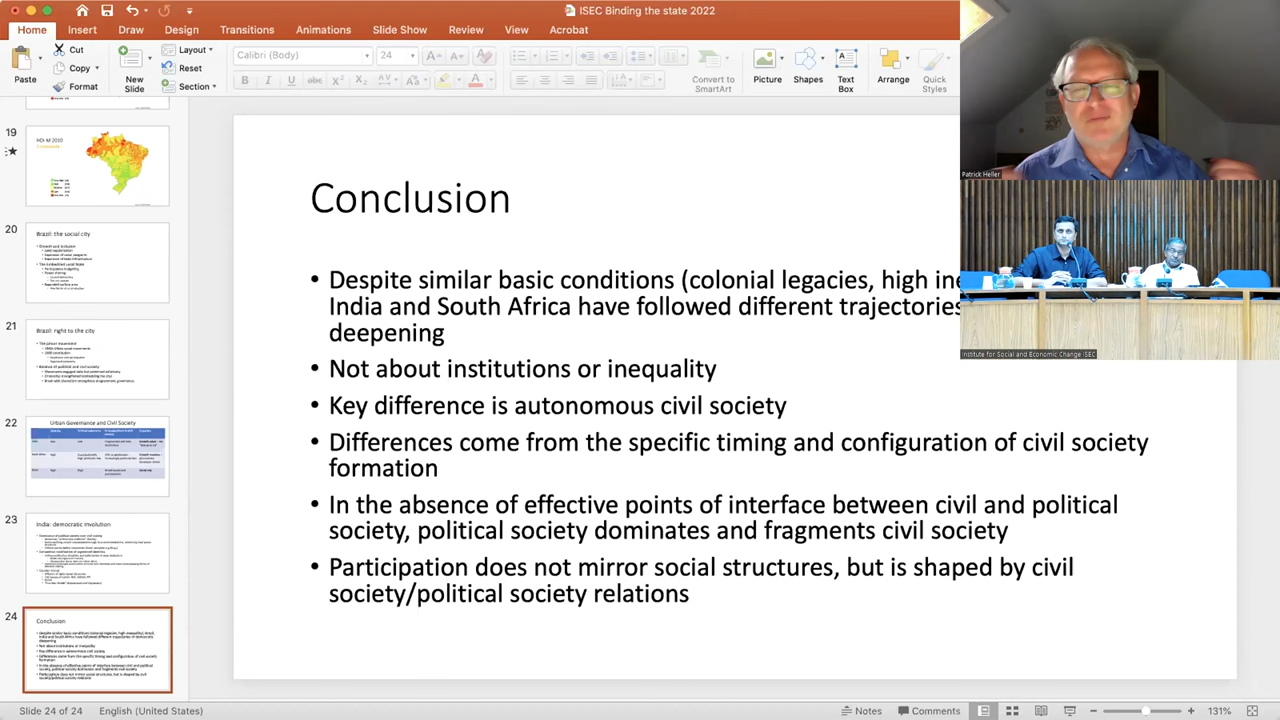 ISEC Binding the state 2022
Home Insert Draw Design Transitions Animations Slide Show Review View Acrobat
Paste
Cut
Copy
Format
New Slide
Layout
Reset
Section
Calibri (Body) 24
Convert to SmartArt
Picture
Shapes
Text Box
Arrange
Quick Styles
Patrick Heller
Institute for Social and Economic Change ISEC
19
HDI-M 2010
20
Brazil: the social city
21
Brazil: right to the city
22
Urban Governance and Civil Society
23
India: democratic involution
24
Conclusion
Conclusion
• Despite similar basic conditions (colonial legacies, high ine
India and South Africa have followed different trajectories
deepening
• Not about institutions or inequality
• Key difference is autonomous civil society
• Differences come from the specific timing and configuration of civil society
formation
• In the absence of effective points of interface between civil and political
society, political society dominates and fragments civil society
• Participation does not mirror social structures, but is shaped by civil
society/political society relations
Slide 24 of 24 English (United States) Notes Comments 131%